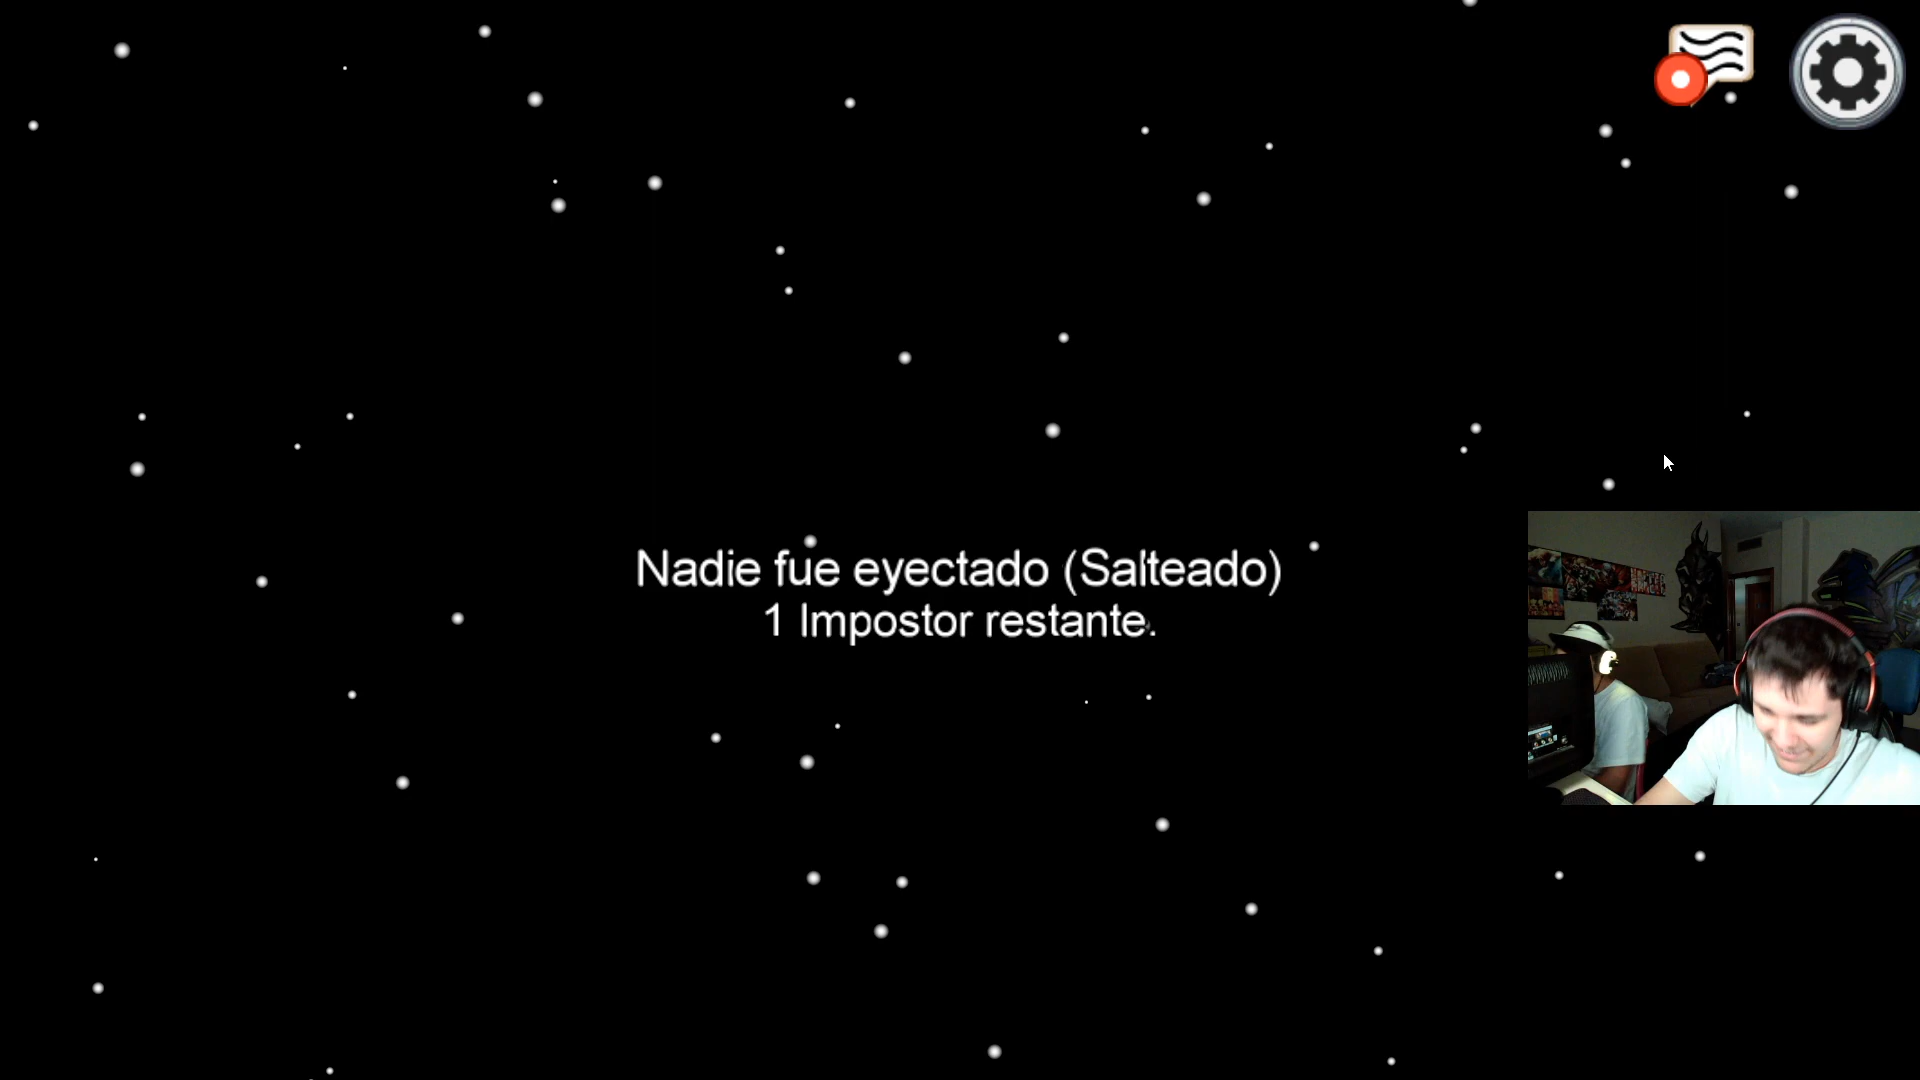 Nadie fue eyectado (Salteado)
1 Impostor restante.